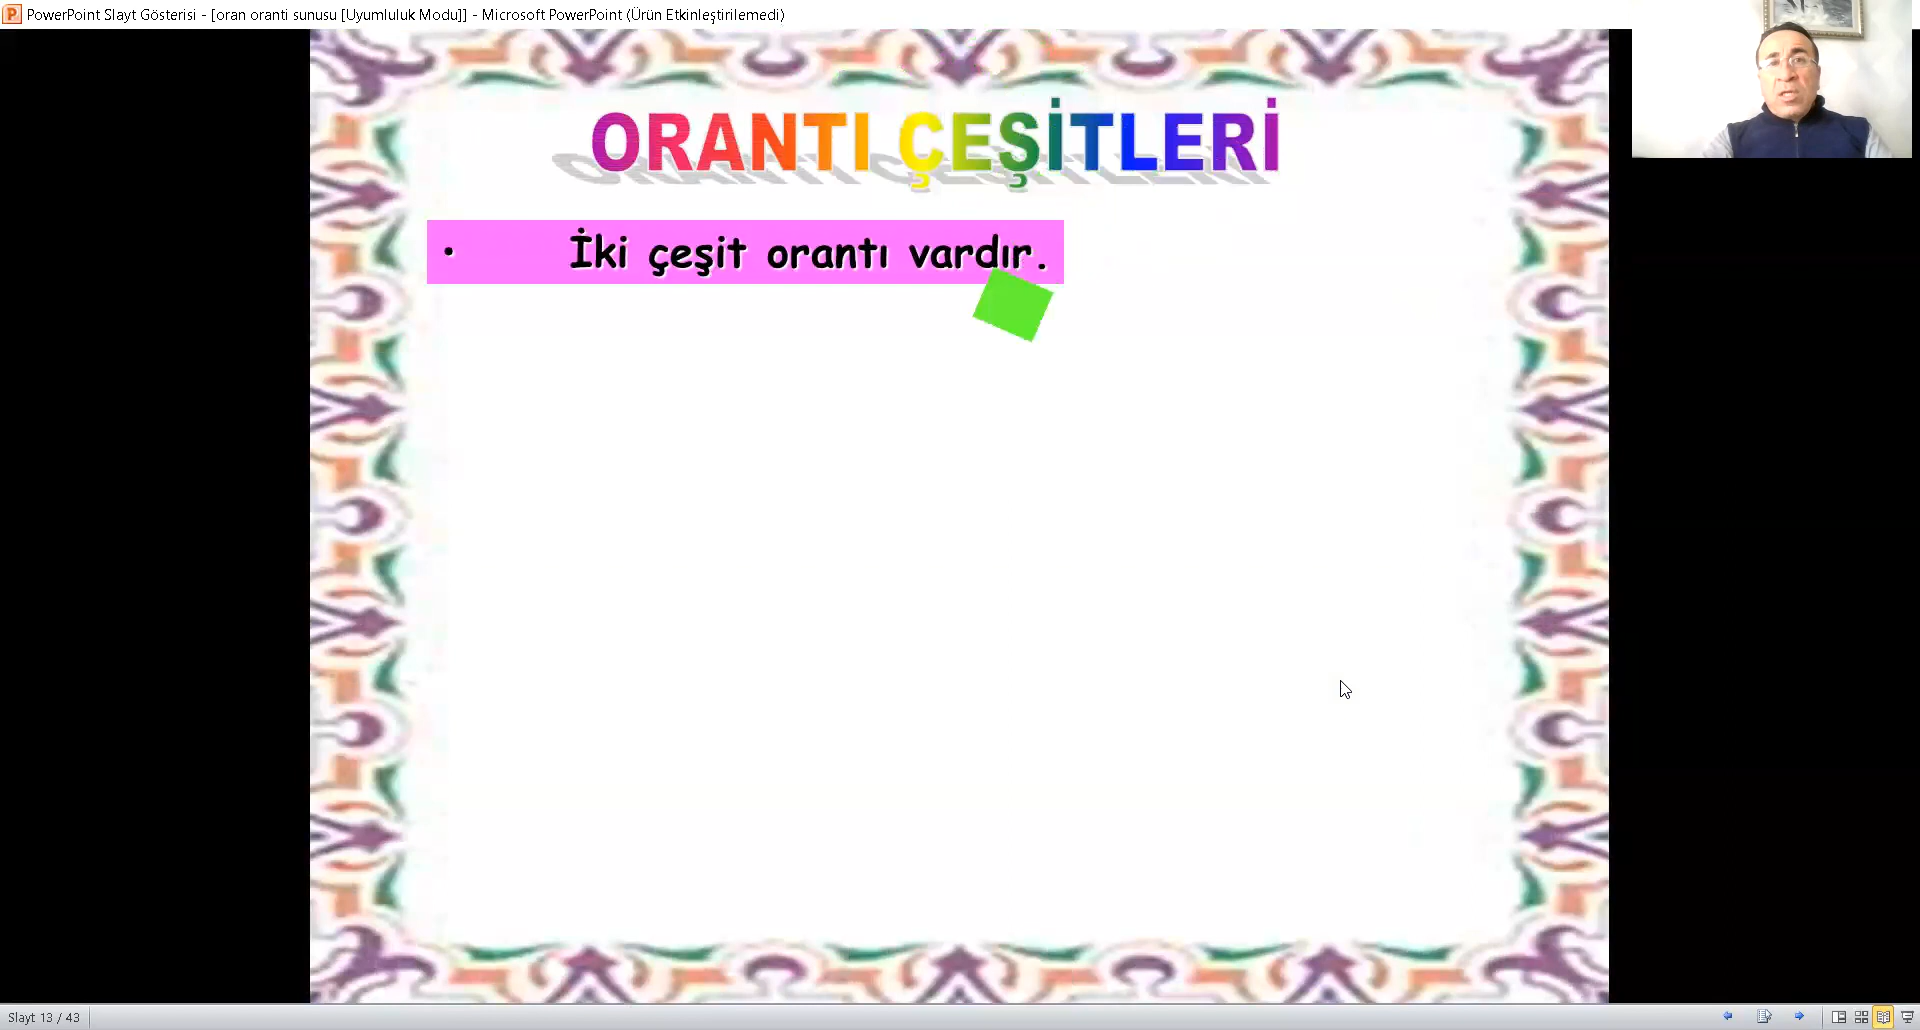 PowerPoint Slayt Gösterisi - [oran oranti sunusu [Uyumluluk Modu]] - Microsoft PowerPoint (Ürün Etkinleştirilemedi)
ORANTI ÇEŞİTLERİ
• İki çeşit orantı vardır.
Slayt 13 / 43